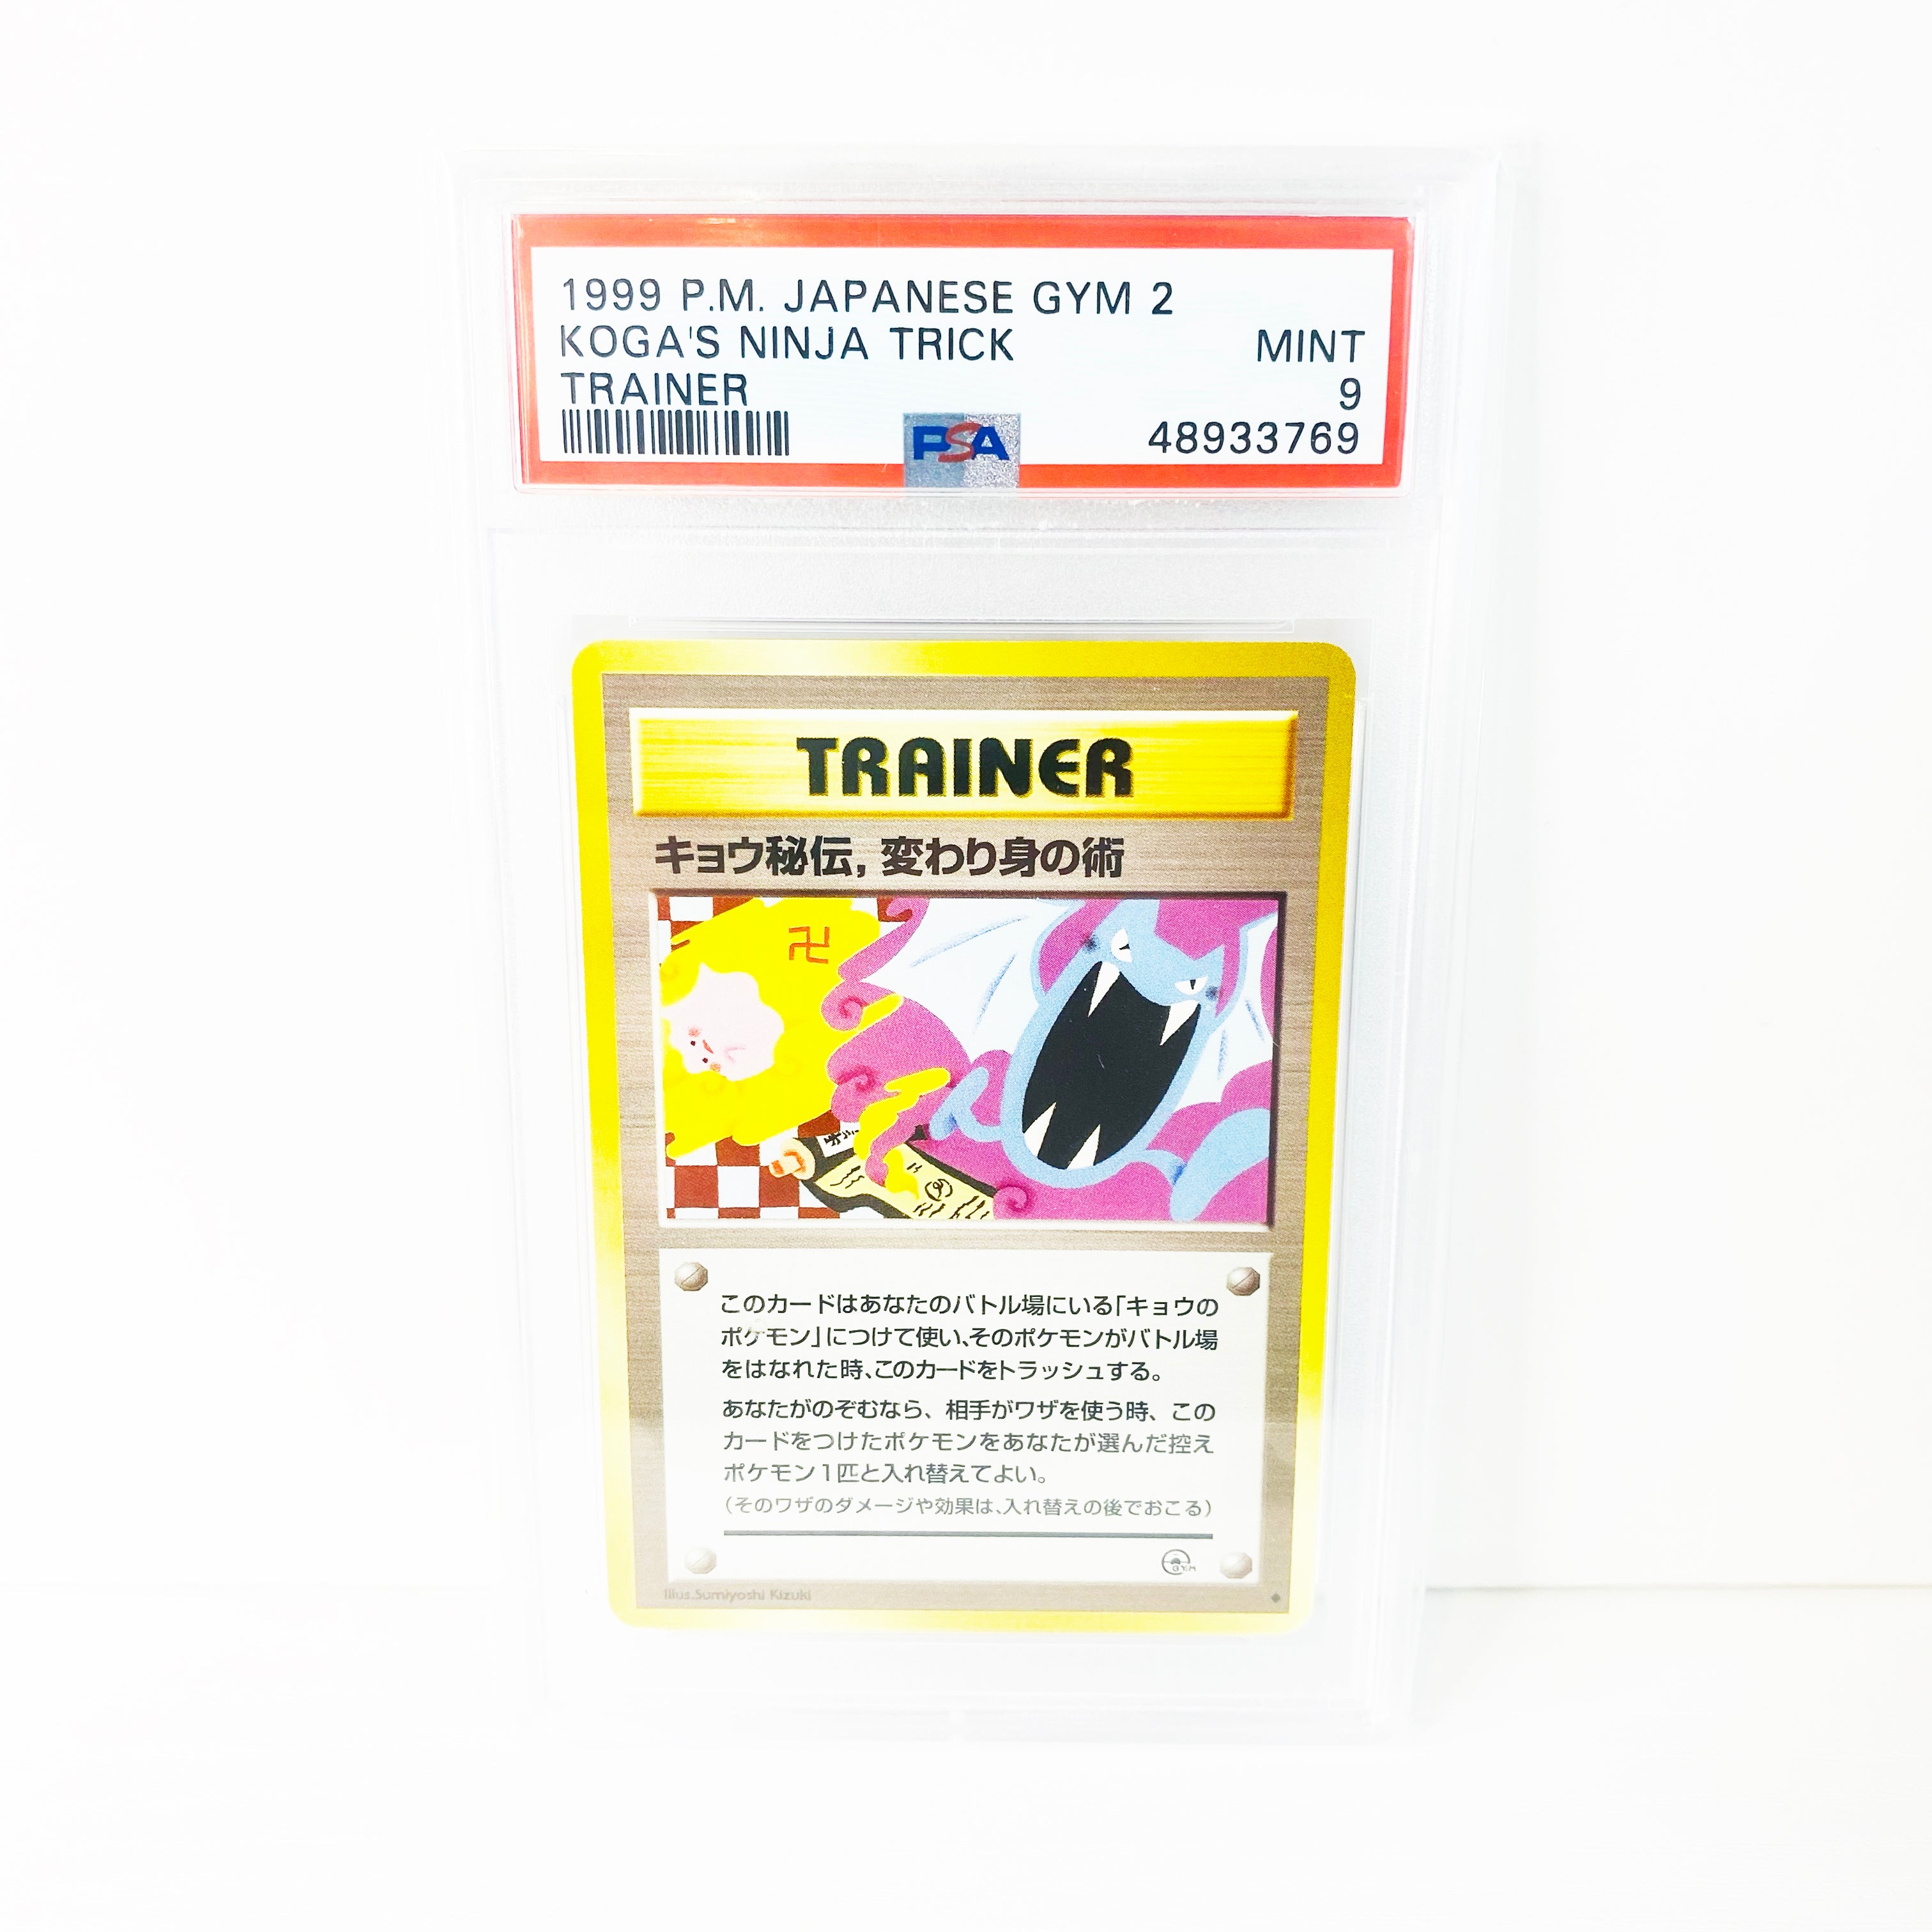 1999 P.M. JAPANESE GYM 2
KOGA'S NINJA TRICK
MINT
TRAINER
9
PSA
48933769
TRAINER
キョウ秘伝, 変わり身の術
卍
このカードはあなたのバトル場にいる「キョウの
ポケモン」につけて使い、そのポケモンがバトル場
をはなれた時、このカードをトラッシュする。
あなたがのぞむなら、相手がワザを使う時、この
カードをつけたポケモンをあなたが選んだ控え
ポケモン1匹と入れ替えてよい。
(そのワザのダメージや効果は、入れ替えの後でおこる)
GYM
Illus.Sumiyoshi Kizuki